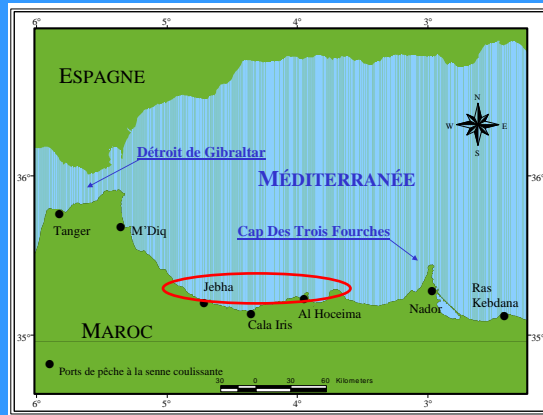 6° 5° 4° 3°
ESPAGNE
N
W E
S
Détroit de Gibraltar
36° 36°
MÉDITERRANÉE
Tanger
M'Diq
Cap Des Trois Fourches
Jebha
Ras
Kebdana
Al Hoceima
Nador
Cala Iris
35° 35°
MAROC
Ports de pêche à la senne coulissante
30 0 30 60 Kilometers
6° 5° 4° 3°